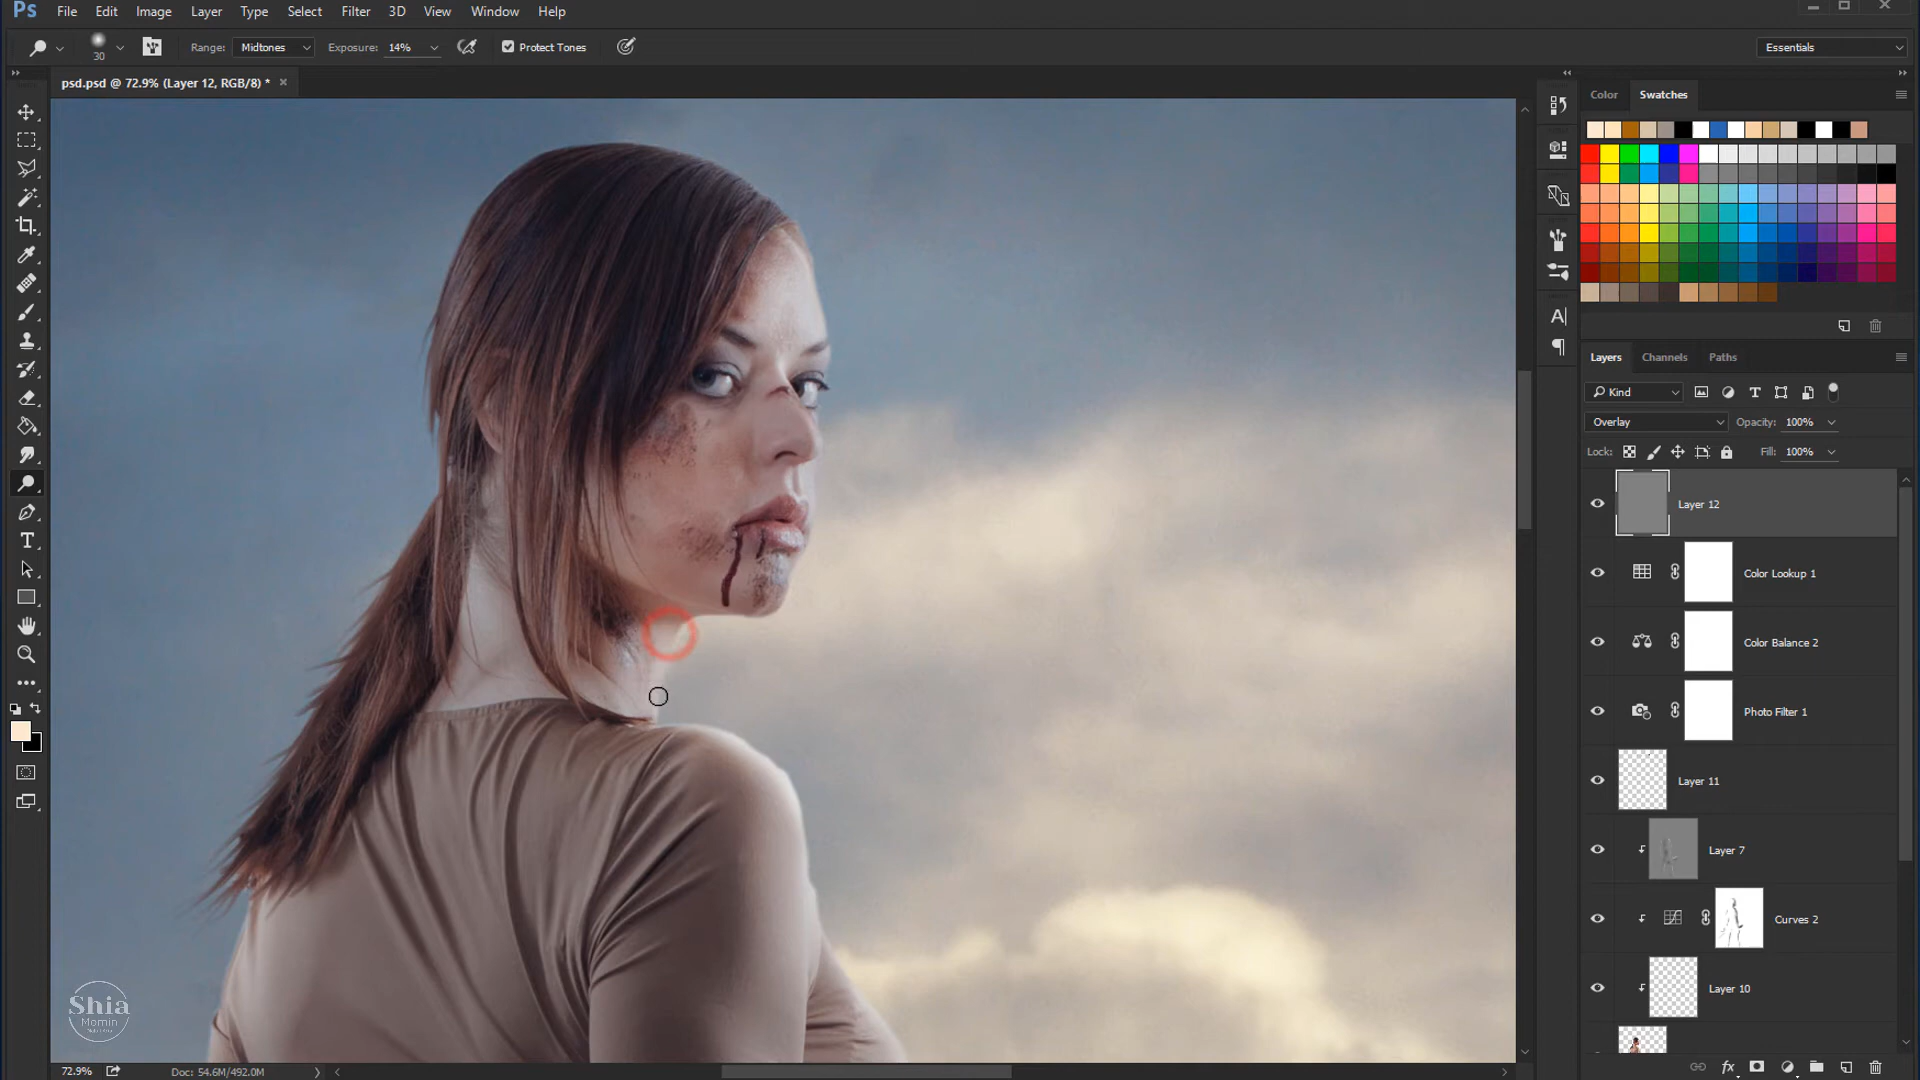 Ps File Edit Image Layer Type Select Filter 3D View Window Help
30 Range: Midtones Exposure: 14% Protect Tones Essentials
psd.psd @ 72.9% (Layer 12, RGB/8) *
Color Swatches
Layers Channels Paths
Kind
Overlay Opacity: 100%
Lock: Fill: 100%
Layer 12
Color Lookup 1
Color Balance 2
Photo Filter 1
Layer 11
Layer 7
Curves 2
Layer 10
Shia
Momin
72.9% Doc: 54.6M/492.0M
fx